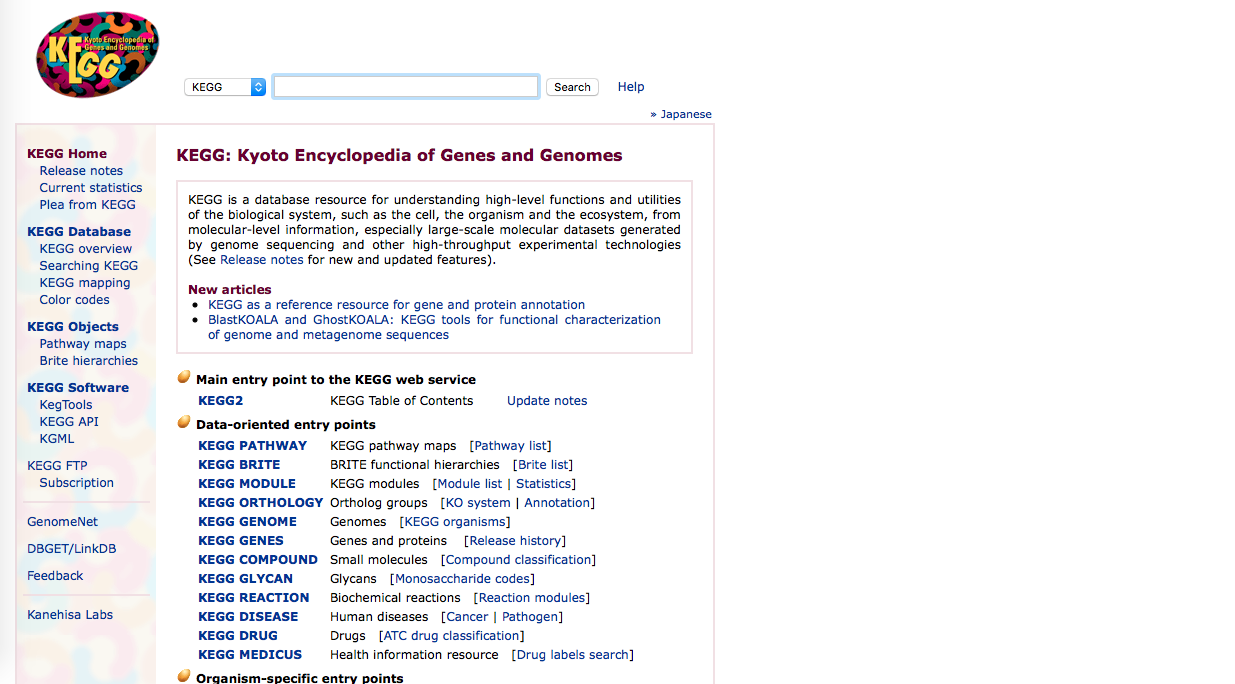 KEGG Kyoto Encyclopedia of
Genes and Genomes
KEGG Search Help
» Japanese
KEGG Home
Release notes
Current statistics
Plea from KEGG
KEGG Database
KEGG overview
Searching KEGG
KEGG mapping
Color codes
KEGG Objects
Pathway maps
Brite hierarchies
KEGG Software
KegTools
KEGG API
KGML
KEGG FTP
Subscription
GenomeNet
DBGET/LinkDB
Feedback
Kanehisa Labs
KEGG: Kyoto Encyclopedia of Genes and Genomes
KEGG is a database resource for understanding high-level functions and utilities
of the biological system, such as the cell, the organism and the ecosystem, from
molecular-level information, especially large-scale molecular datasets generated
by genome sequencing and other high-throughput experimental technologies
(See Release notes for new and updated features).
New articles
• KEGG as a reference resource for gene and protein annotation
• BlastKOALA and GhostKOALA: KEGG tools for functional characterization
of genome and metagenome sequences
Main entry point to the KEGG web service
KEGG2 KEGG Table of Contents Update notes
Data-oriented entry points
KEGG PATHWAY KEGG pathway maps [Pathway list]
KEGG BRITE BRITE functional hierarchies [Brite list]
KEGG MODULE KEGG modules [Module list | Statistics]
KEGG ORTHOLOGY Ortholog groups [KO system | Annotation]
KEGG GENOME Genomes [KEGG organisms]
KEGG GENES Genes and proteins [Release history]
KEGG COMPOUND Small molecules [Compound classification]
KEGG GLYCAN Glycans [Monosaccharide codes]
KEGG REACTION Biochemical reactions [Reaction modules]
KEGG DISEASE Human diseases [Cancer | Pathogen]
KEGG DRUG Drugs [ATC drug classification]
KEGG MEDICUS Health information resource [Drug labels search]
Organism-specific entry points